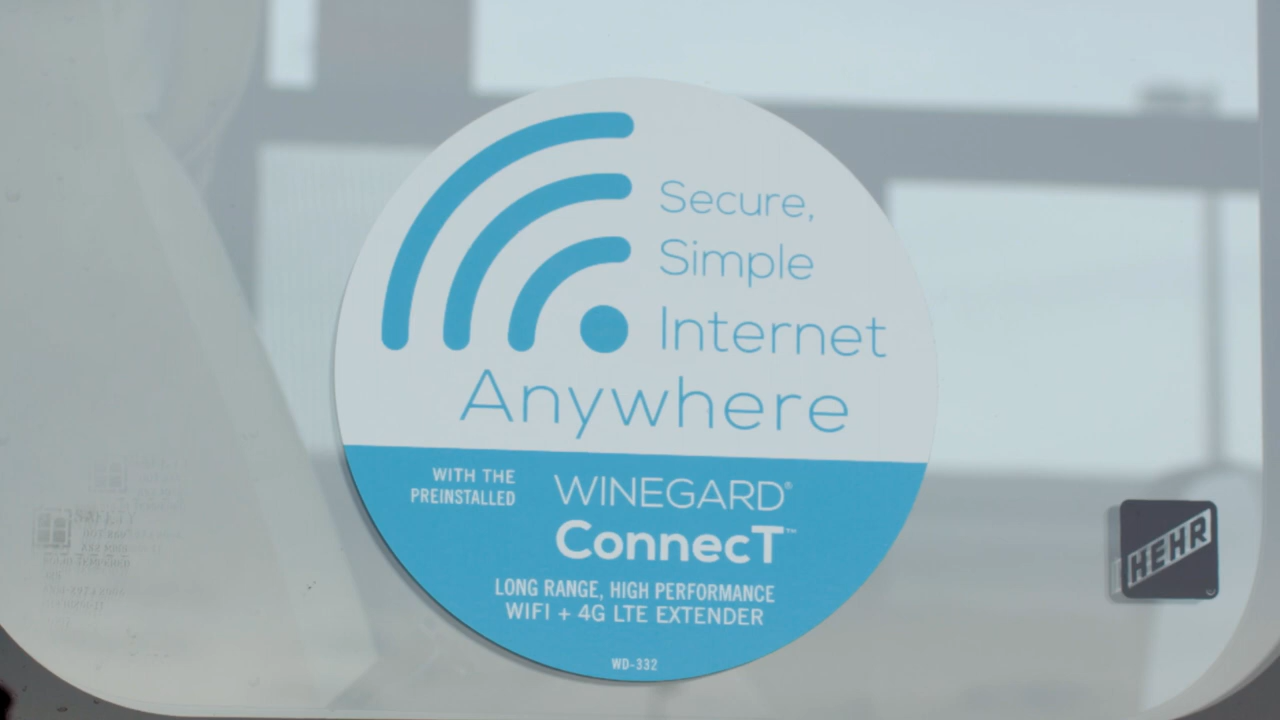 Secure,
Simple
Internet
Anywhere
WITH THE
PREINSTALLED
WINEGARD®
ConnecT™
LONG RANGE, HIGH PERFORMANCE
WIFI + 4G LTE EXTENDER
WD-332
HEHR
SAFETY